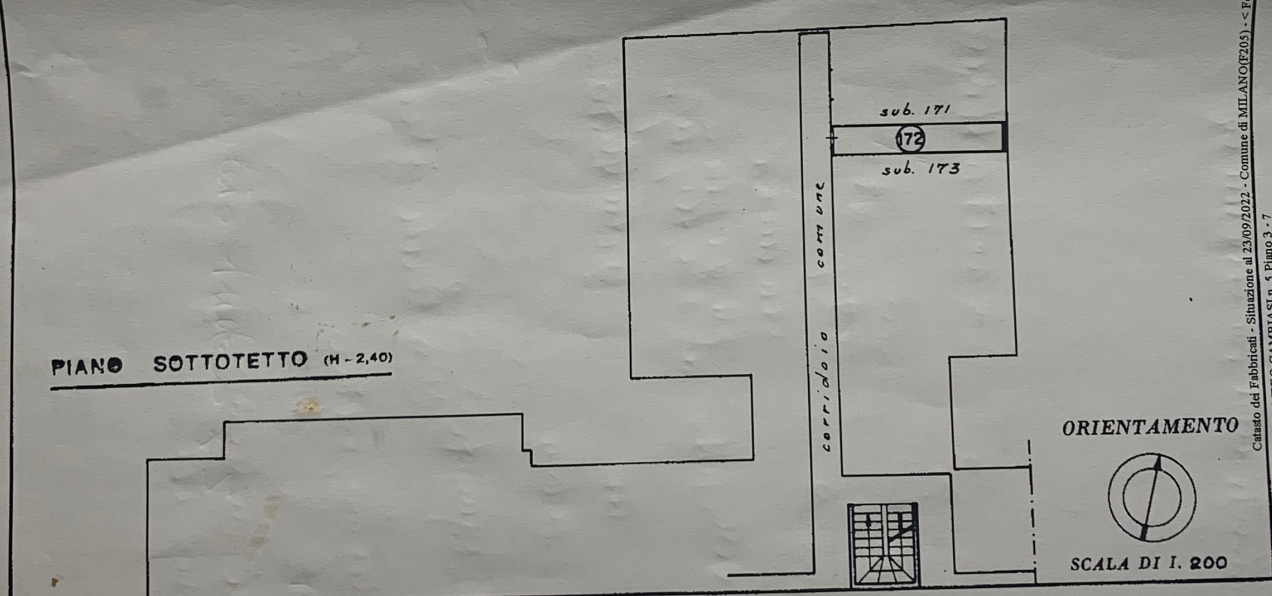 sub. 171
172
sub. 173
corridoio comune
PIANO SOTTOTETTO (H-2,40)
ORIENTAMENTO
SCALA DI I. 200
Catasto dei Fabbricati - Situazione al 23/09/2022 - Comune di MILANO(F205) - <
n. 5 Piano 3 - 7